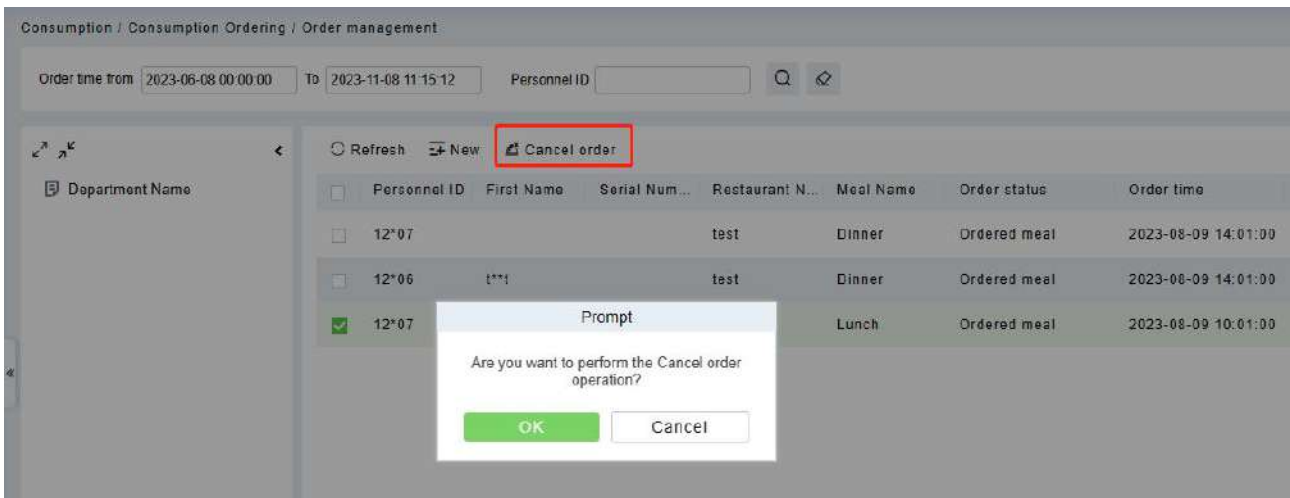 Consumption / Consumption Ordering / Order management
Order time from 2023-06-08 00:00:00 To 2023-11-08 11:15:12 Personnel ID
Refresh New Cancel order
Department Name
Personnel ID First Name Serial Num... Restaurant N... Meal Name Order status Order time
12*07 test Dinner Ordered meal 2023-08-09 14:01:00
12*06 t**t test Dinner Ordered meal 2023-08-09 14:01:00
12*07 Lunch Ordered meal 2023-08-09 10:01:00
Prompt
Are you want to perform the Cancel order
operation?
OK Cancel